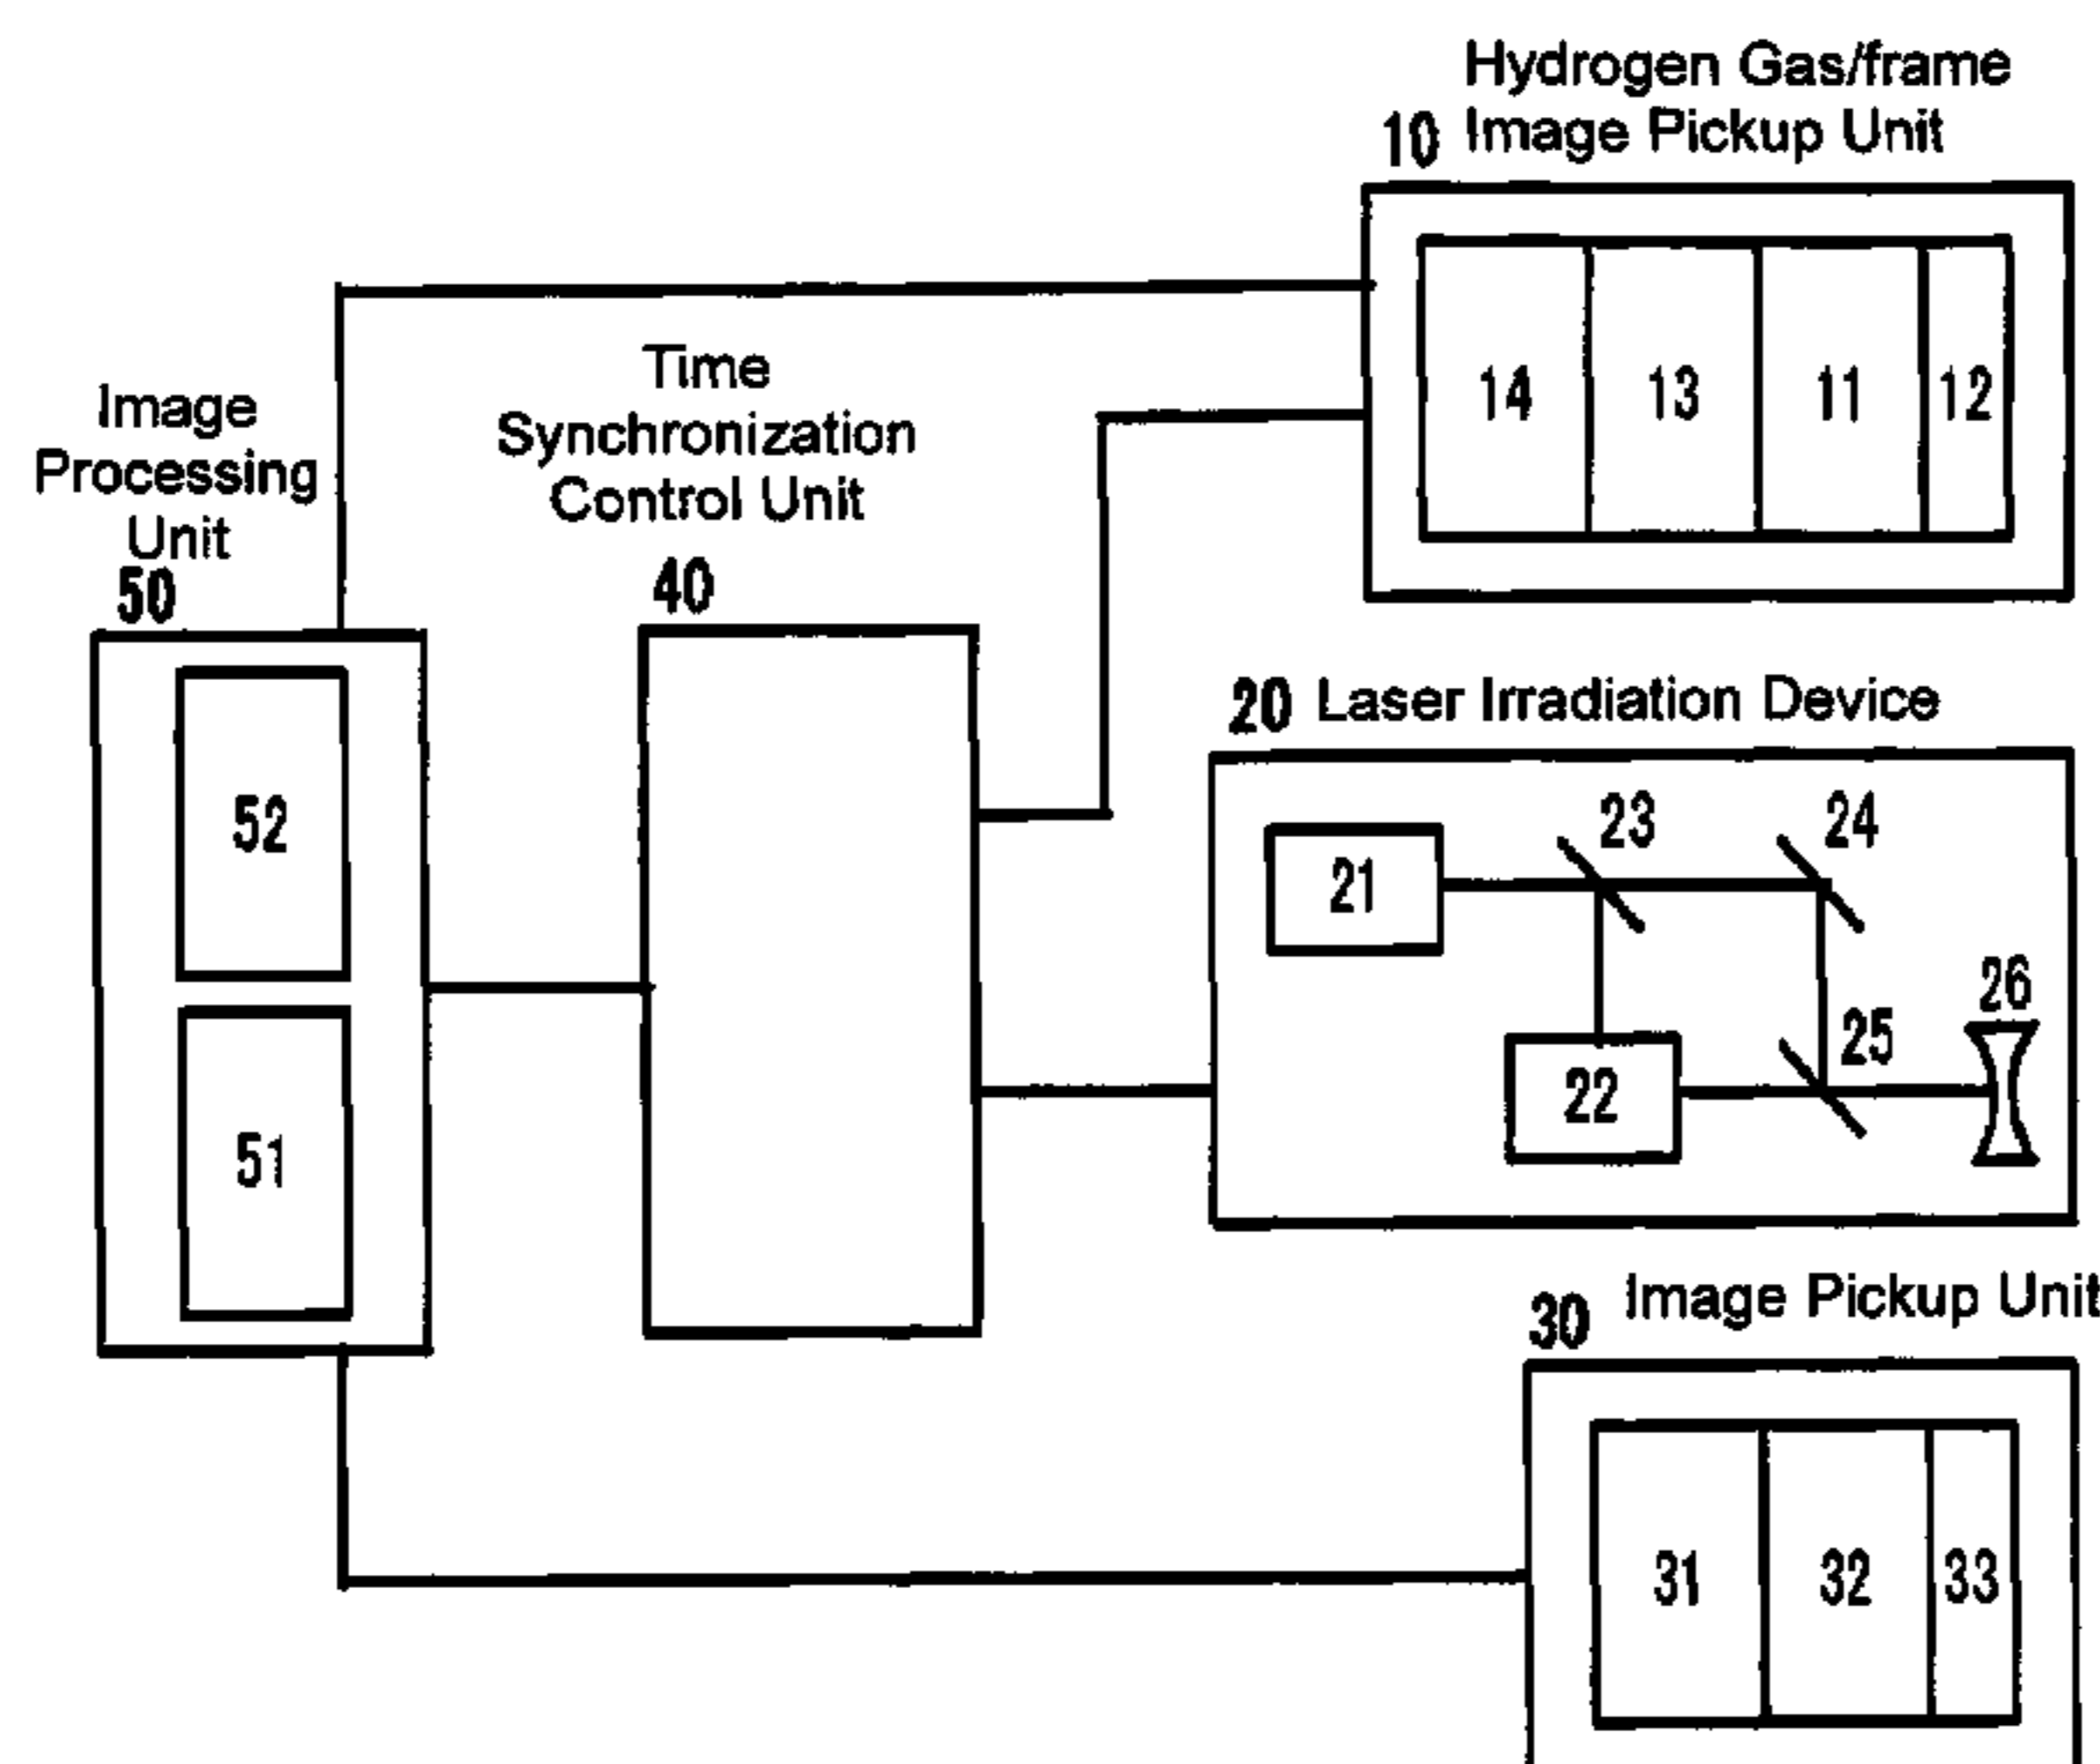 Hydrogen Gas/frame
10 Image Pickup Unit
14 13 11 12
Time
Synchronization
Control Unit
40
Image
Processing
Unit
50
52
51
20 Laser Irradiation Device
23 24
21
26
25
22
30 Image Pickup Unit
31 32 33